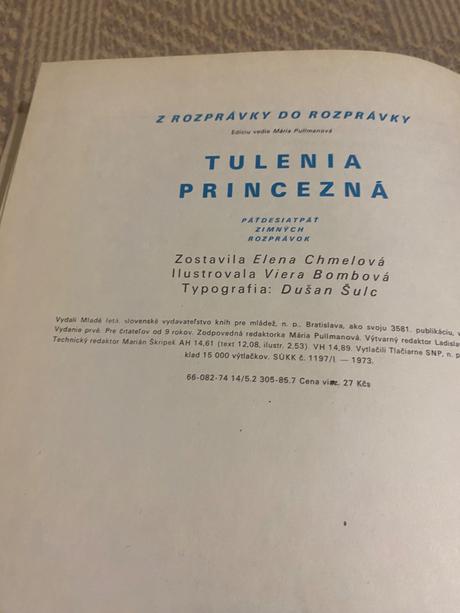 Z ROZPRÁVKY DO ROZPRÁVKY
Edíciu vedie Mária Pullmanová
TULENIA
PRINCEZNÁ
PÄŤDESIATPÄŤ
ZIMNÝCH
ROZPRÁVOK
Zostavila Elena Chmelová
Ilustrovala Viera Bombová
Typografia: Dušan Šulc
Vydali Mladé letá, slovenské vydavateľstvo kníh pre mládež, n. p., Bratislava, ako svoju 3581. publikáciu,
Vydanie prvé. Pre čitateľov od 9 rokov. Zodpovedná redaktorka Mária Pullmanová. Výtvarný redaktor Ladisla
Technický redaktor Marián Škripek. AH 14,61 (text 12,08, ilustr. 2,53). VH 14,89. Vytlačili Tlačiarne SNP, n. p
klad 15 000 výtlačkov. SÚKK č. 1197/I. — 1973.
66-082-74 14/5.2 305-85.7 Cena viaz. 27 Kčs